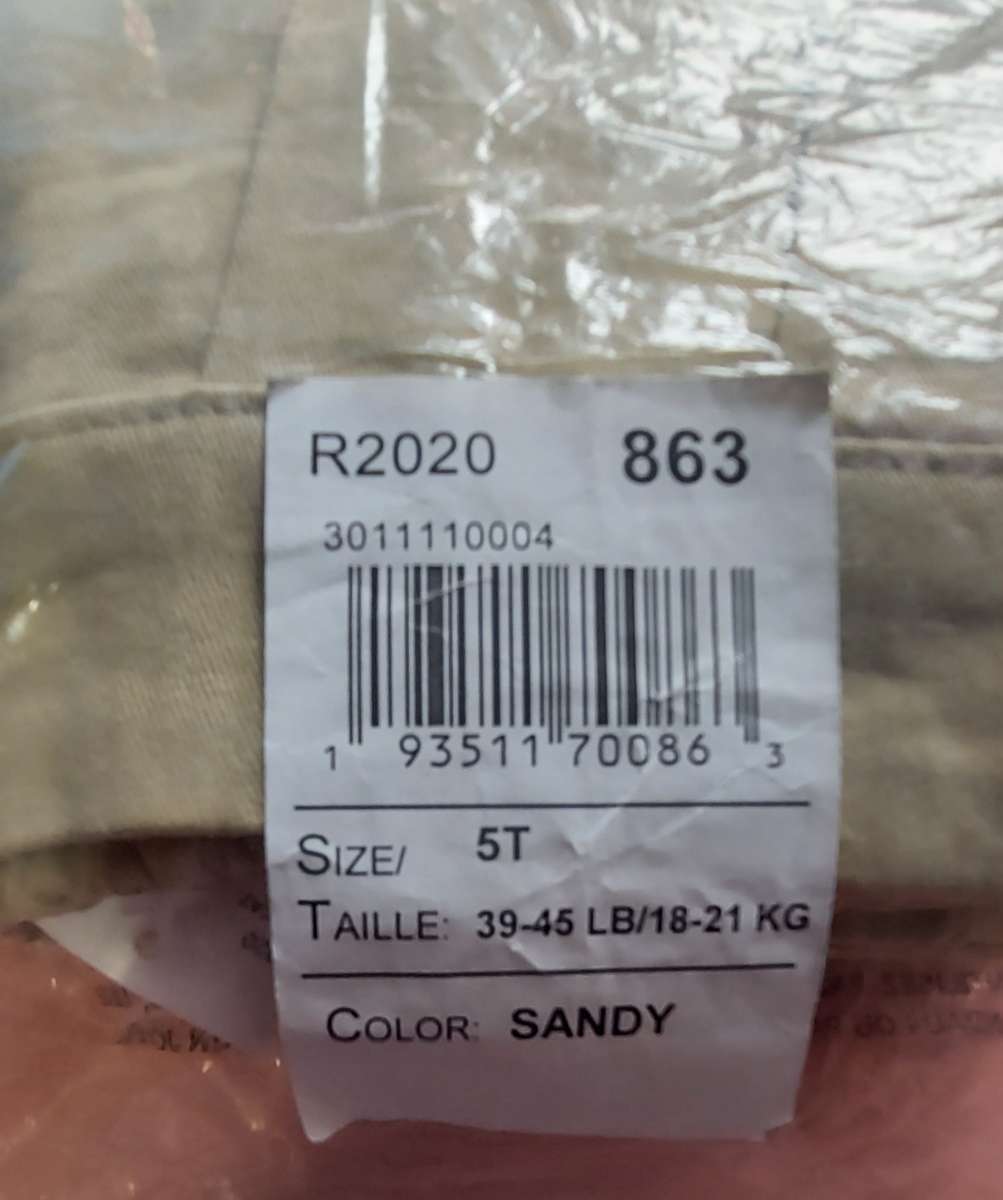 R2020 863
3011110004
1 93511 70086 3
SIZE/ 5T
TAILLE: 39-45 LB/18-21 KG
COLOR: SANDY